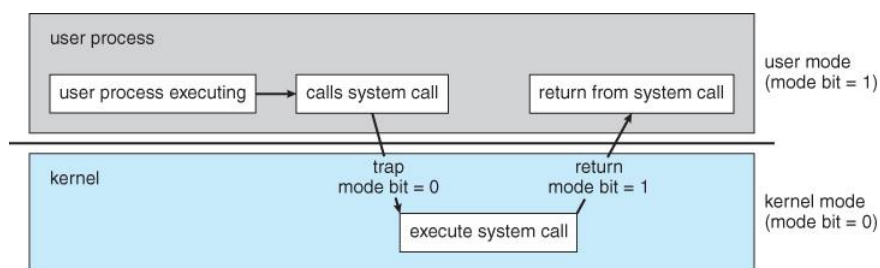 user process
user process executing
calls system call
return from system call
user mode
(mode bit = 1)
trap
mode bit = 0
return
mode bit = 1
kernel
execute system call
kernel mode
(mode bit = 0)